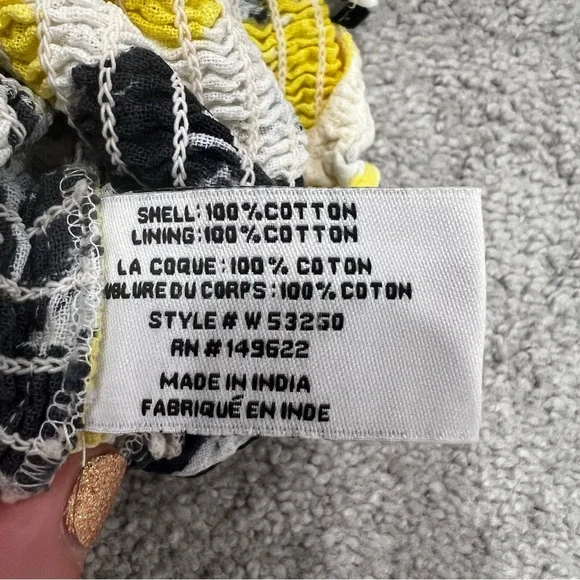 SHELL:100%COTTON
LINING:100%COTTON
LA COQUE:100% COTON
DU CORPS:100% COTON
STYLE# W 53250
RN #149622
MADE IN INDIA
FABRIQUÉ EN INDE